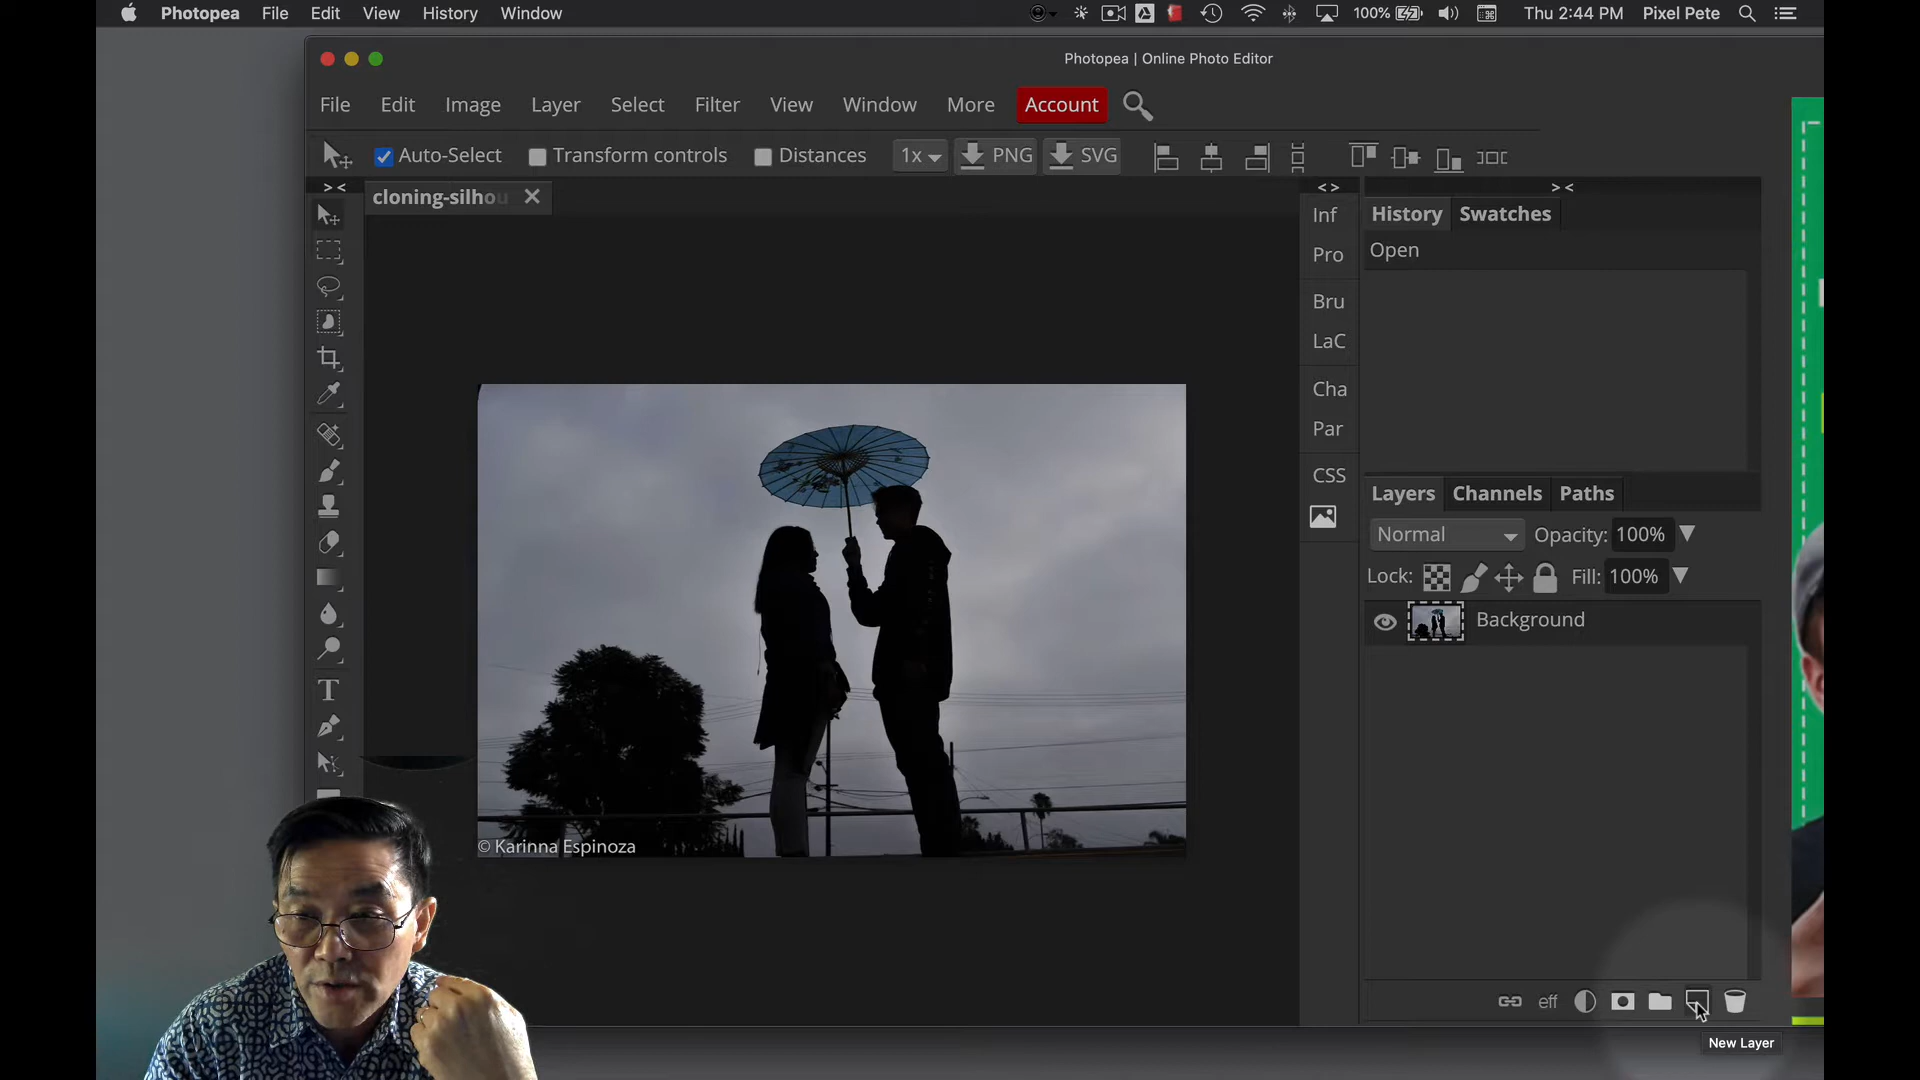 Photopea File Edit View History Window 100% Thu 2:44 PM Pixel Pete
Photopea | Online Photo Editor
File Edit Image Layer Select Filter View Window More Account
Auto-Select Transform controls Distances 1x PNG SVG
cloning-silhou
> <
< >
> <
Inf
Pro
Bru
LaC
Cha
Par
CSS
History Swatches
Open
Layers Channels Paths
Normal Opacity: 100%
Lock: Fill: 100%
Background
T
© Karinna Espinoza
eff
New Layer